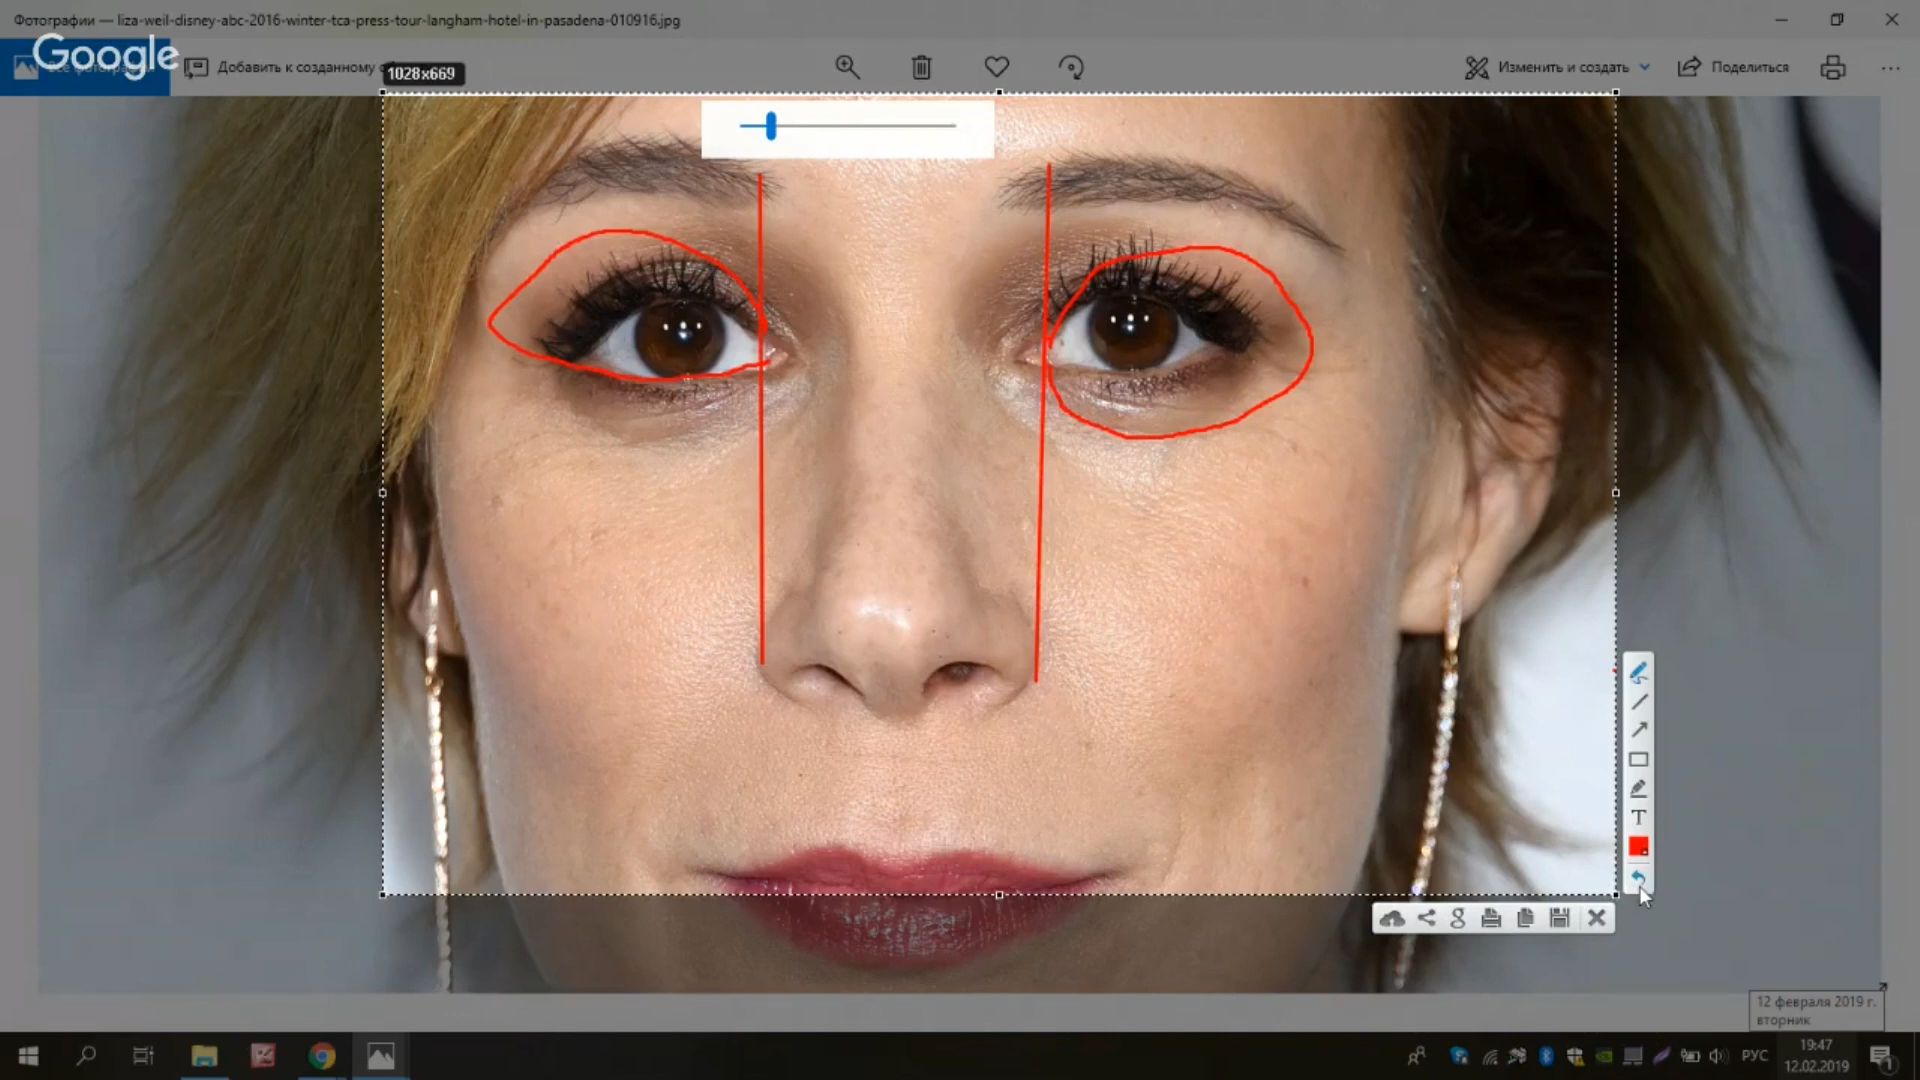 Фотографии — liza-weil-disney-abc-2016-winter-tca-press-tour-langham-hotel-in-pasadena-010916.jpg
Google
Добавить к созданному
1028x669
Изменить и создать
Поделиться
T
g
12 февраля 2019 г.
вторник
РУС
19:47
12.02.2019
1